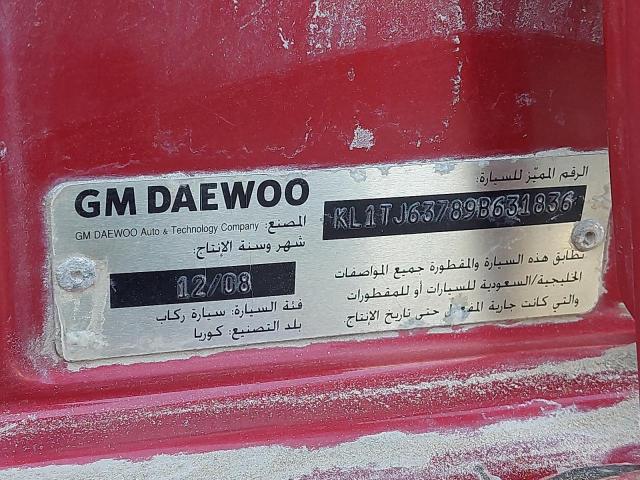 GM DAEWOO
GM DAEWOO Auto & Technology Company :المصنع
شهر وسنة الإنتاج:
12/08
فئة السيارة: سيارة ركاب
بلد التصنيع: كوريا
الرقم المميّز للسيارة:
KL1TJ63789B631836
تطابق هذه السيارة والمقطورة جميع المواصفات
الخليجية/السعودية للسيارات أو للمقطورات
والتي كانت جارية المفعول حتى تاريخ الإنتاج